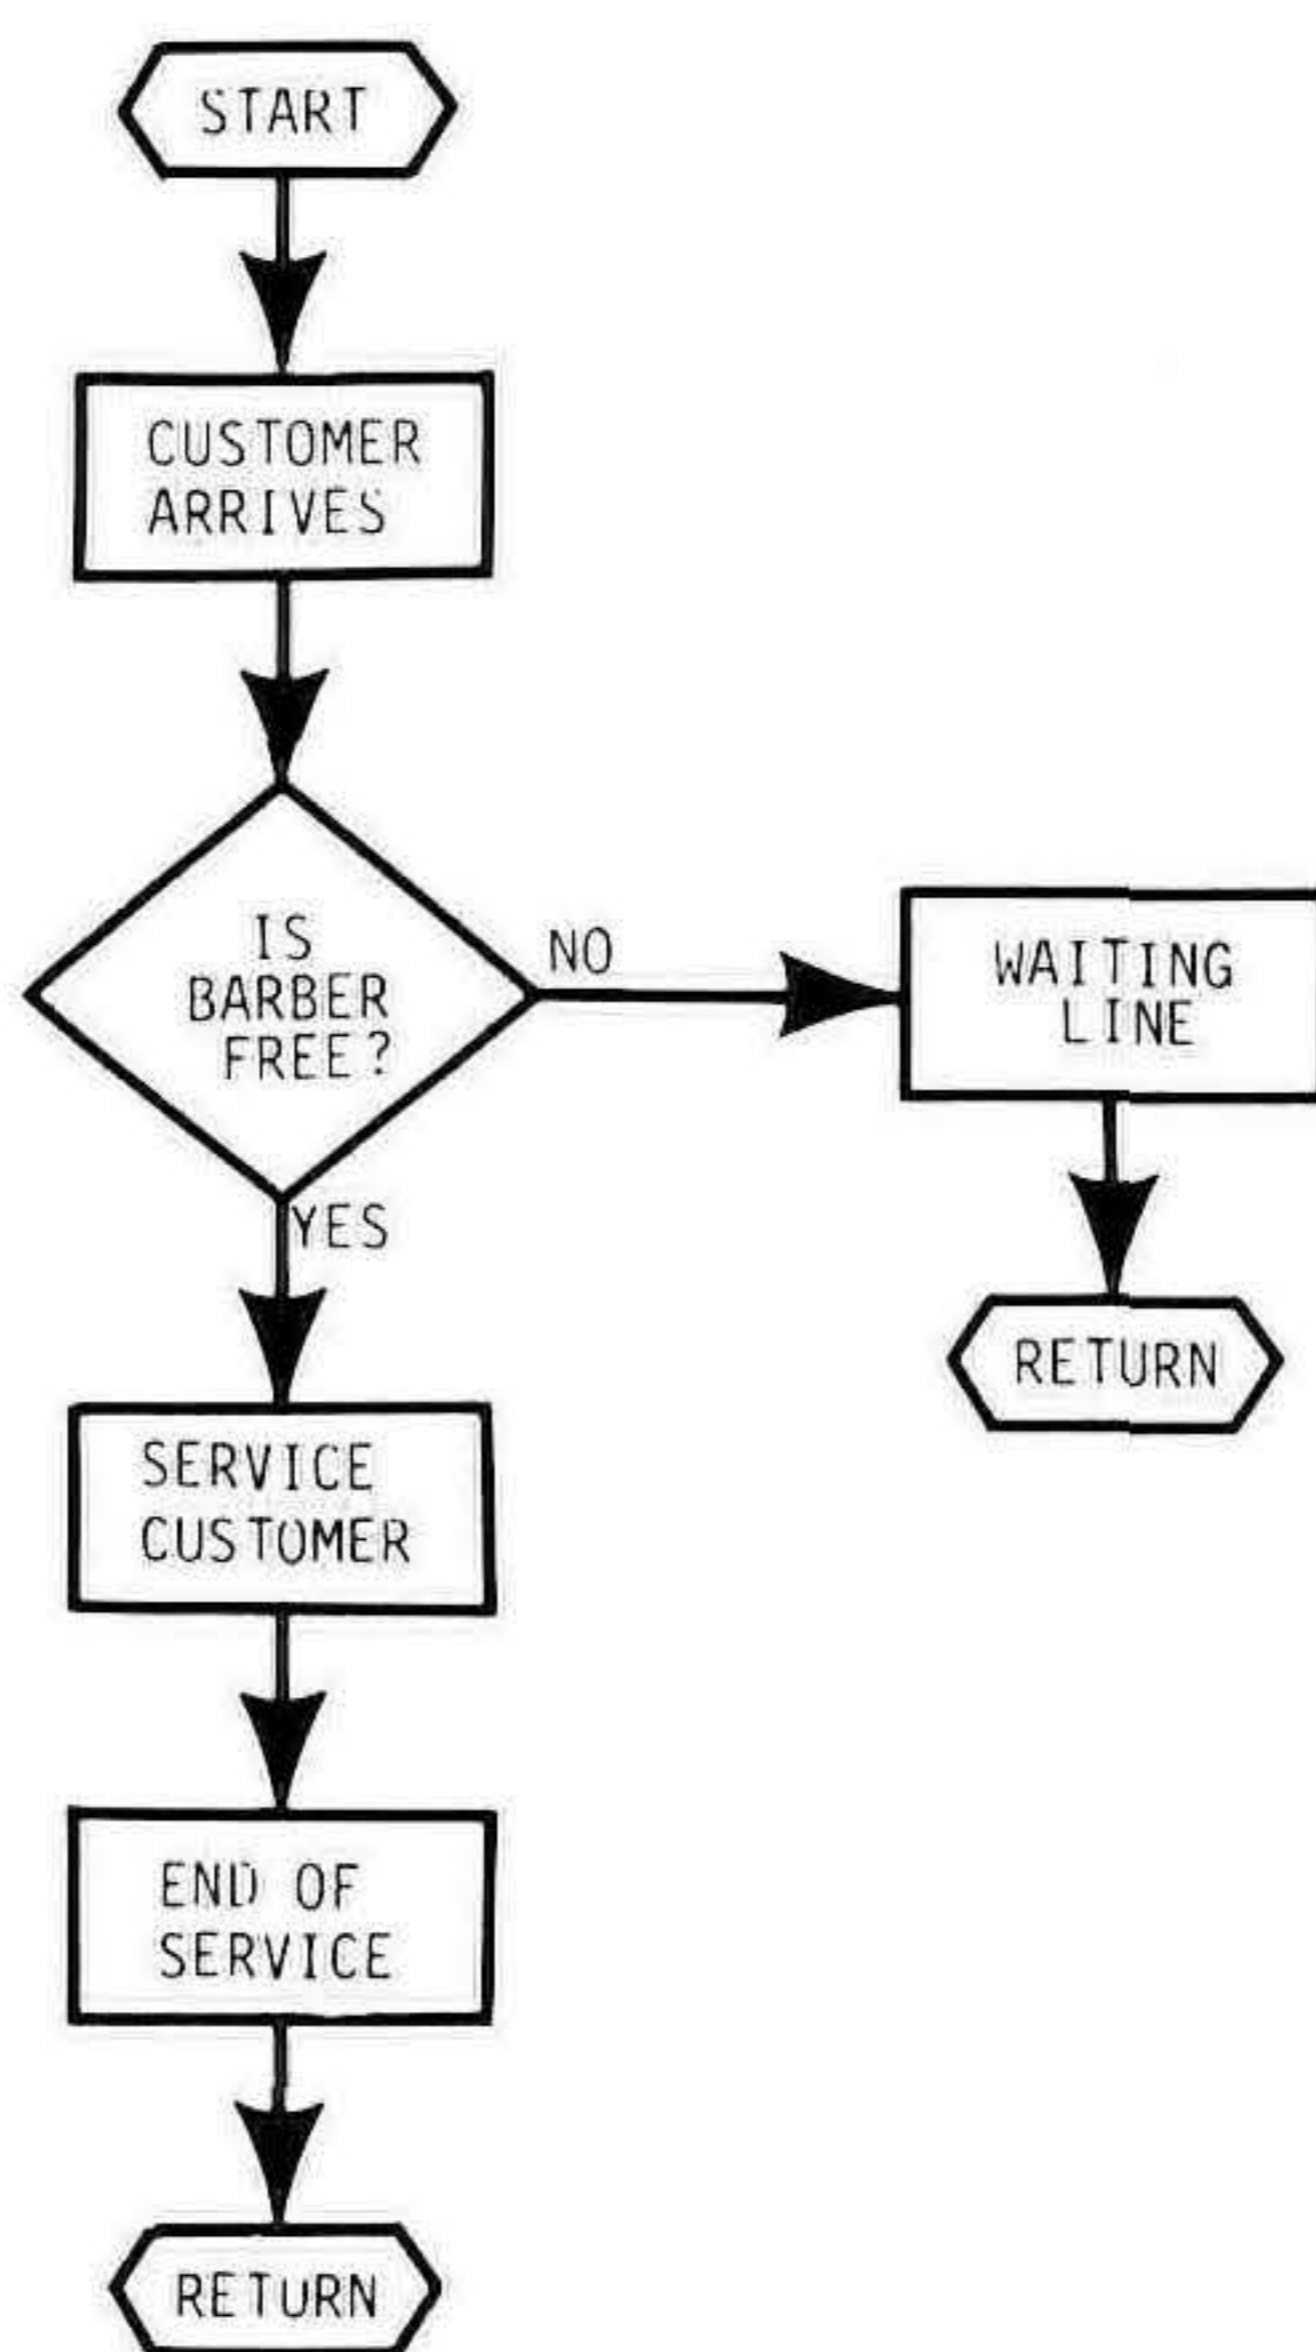 START
CUSTOMER
ARRIVES
IS
BARBER
FREE?
NO
WAITING
LINE
RETURN
YES
SERVICE
CUSTOMER
END OF
SERVICE
RETURN